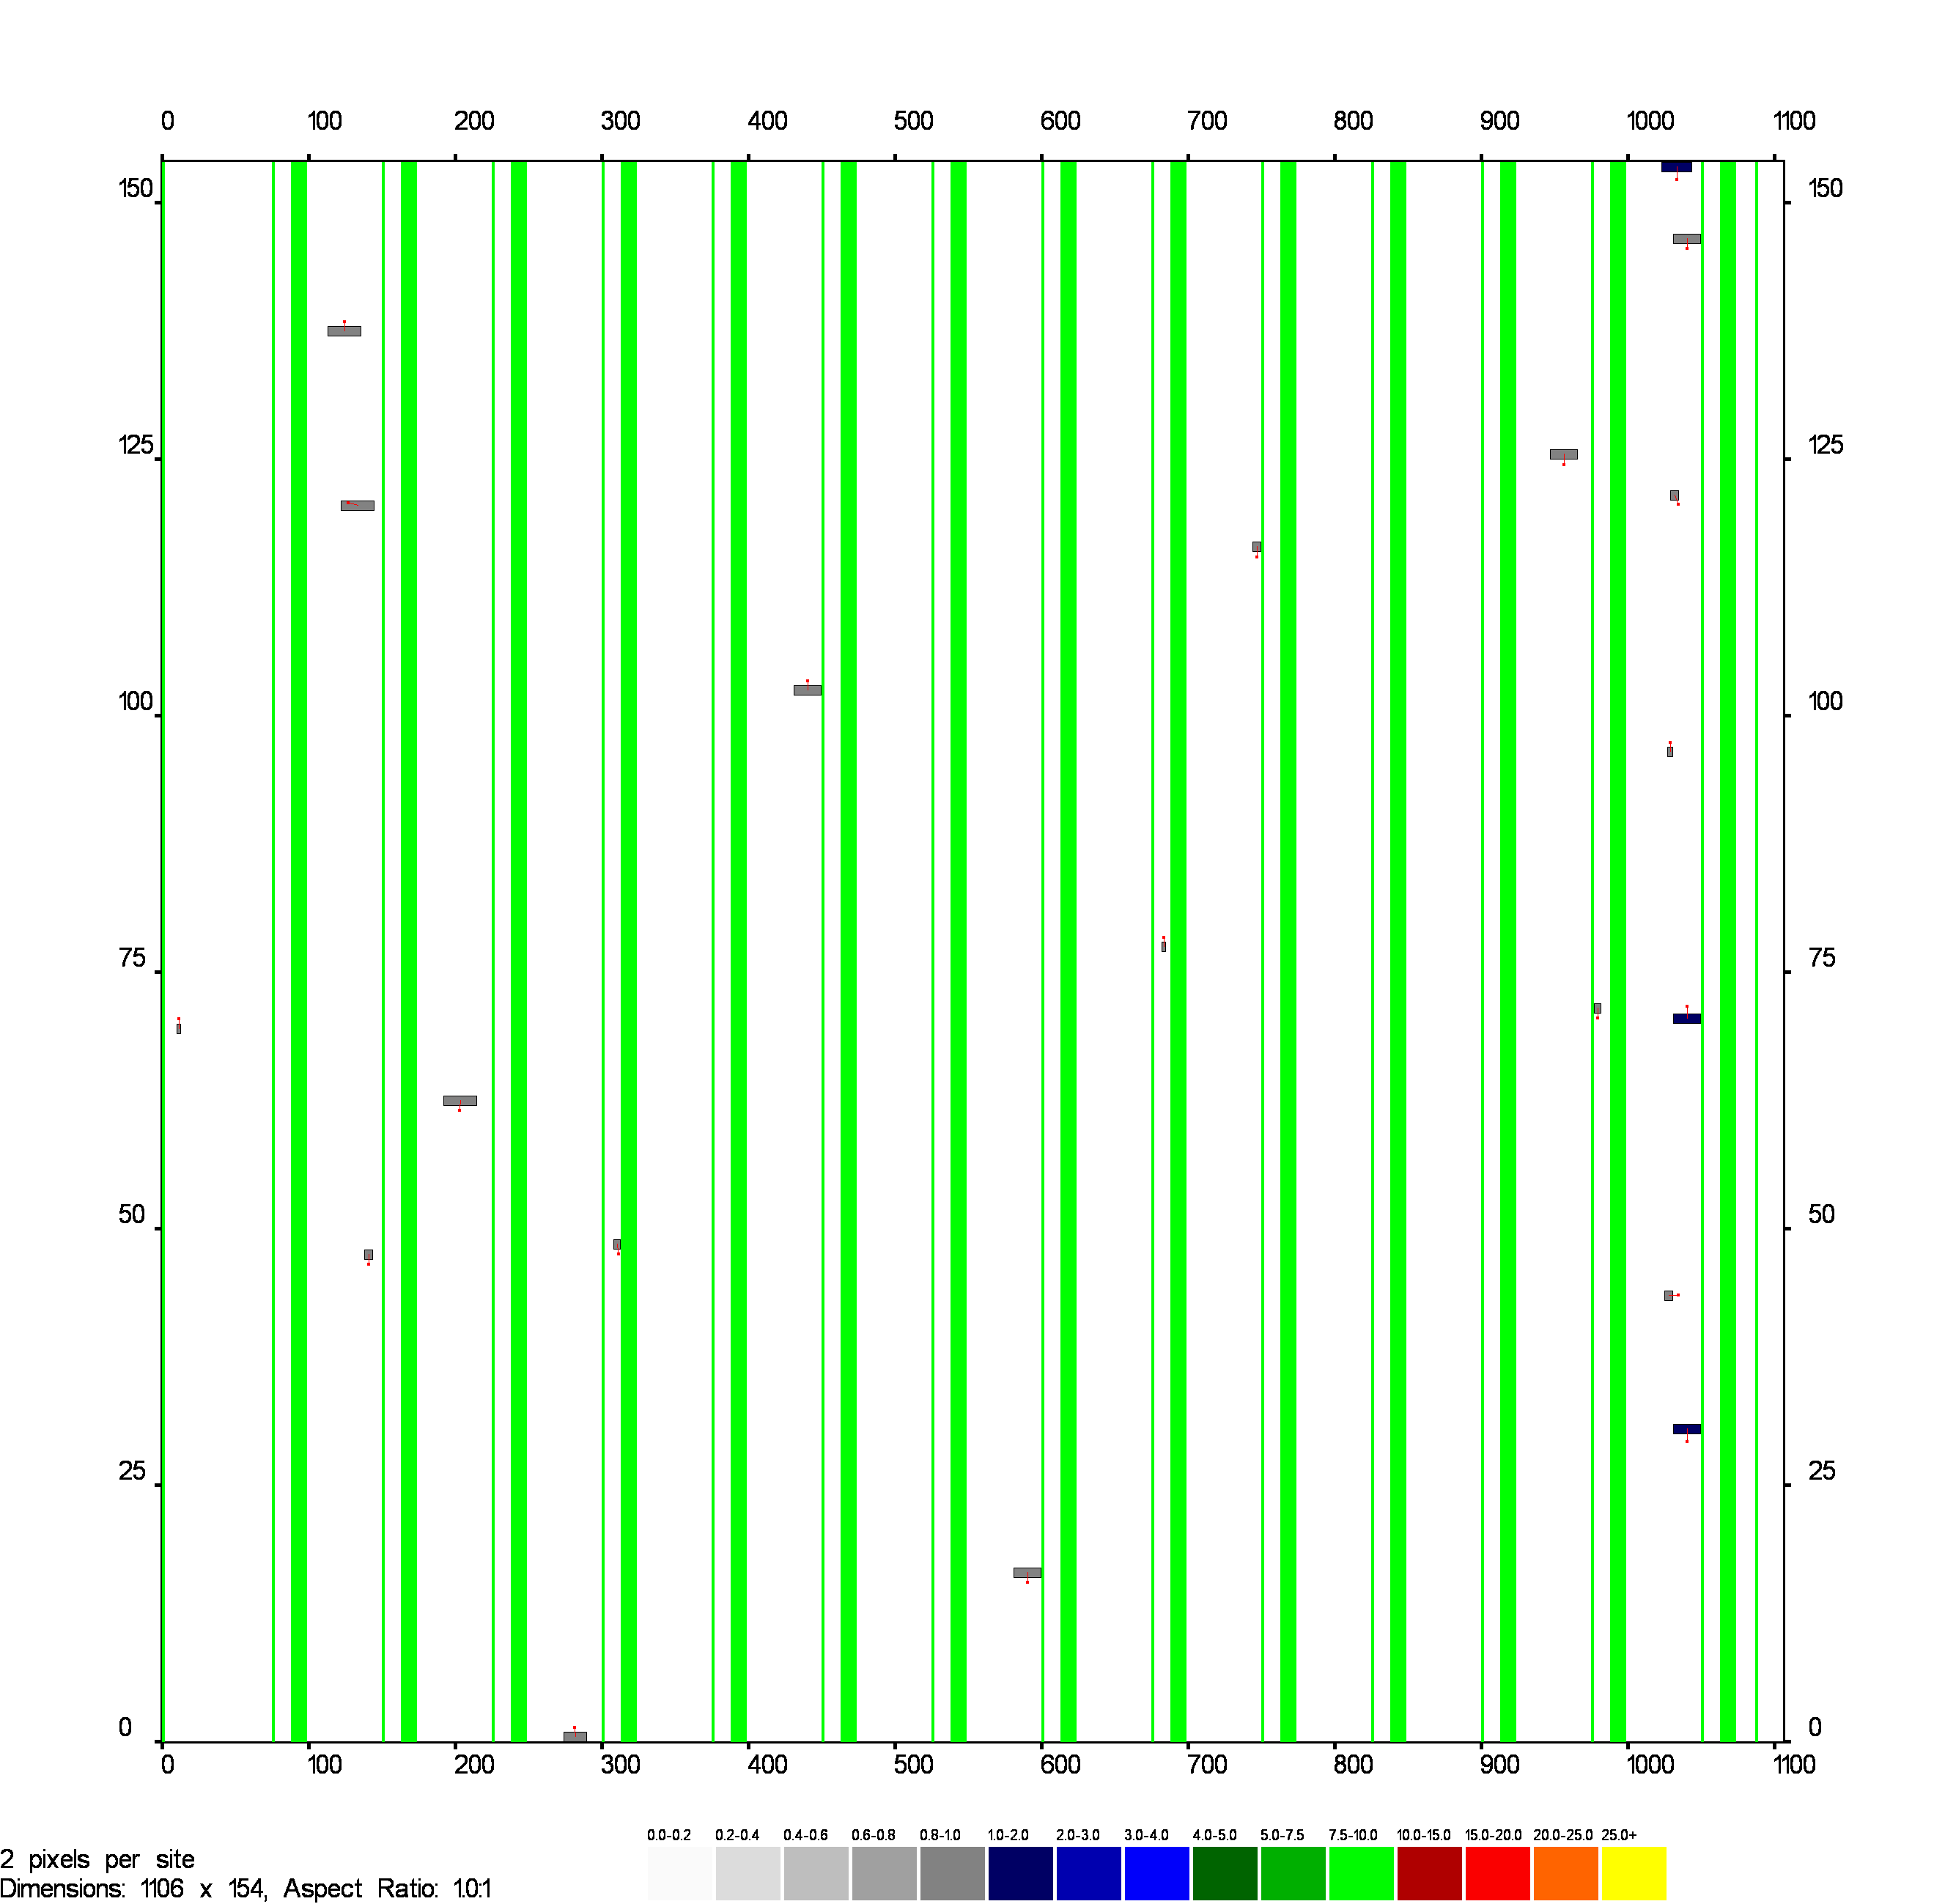 0 100 200 300 400 500 600 700 800 900 1000 1100
150 150
125 125
100 100
75 75
50 50
25 25
0 0
0 100 200 300 400 500 600 700 800 900 1000 1100
0.0-0.2 0.2-0.4 0.4-0.6 0.6-0.8 0.8-1.0 1.0-2.0 2.0-3.0 3.0-4.0 4.0-5.0 5.0-7.5 7.5-10.0 10.0-15.0 15.0-20.0 20.0-25.0 25.0+
2 pixels per site
Dimensions: 1106 x 154, Aspect Ratio: 1.0:1